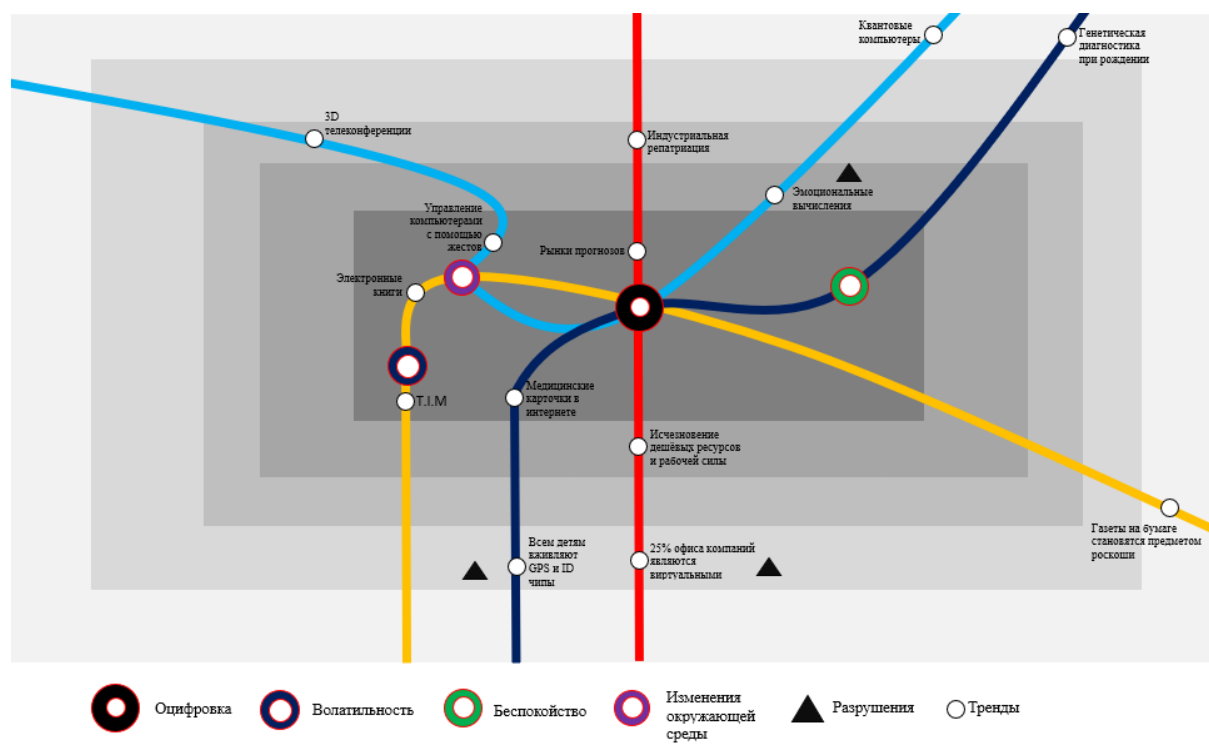 Квантовые
компьютеры
Генетическая
диагностика
при рождении
3D
телеконференции
Индустриальная
репатриация
Эмоциональные
вычисления
Управление
компьютерами
с помощью
жестов
Рынки прогнозов
Электронные
книги
Медицинские
карточки в
интернете
T.I.M
Исчезновение
дешёвых ресурсов
и рабочей силы
Газеты на бумаге
становятся предметом
роскоши
Всем детям
вживляют
GPS и ID
чипы
25% офиса компаний
являются
виртуальными
Оцифровка
Волатильность
Беспокойство
Изменения
окружающей
среды
Разрушения
Тренды